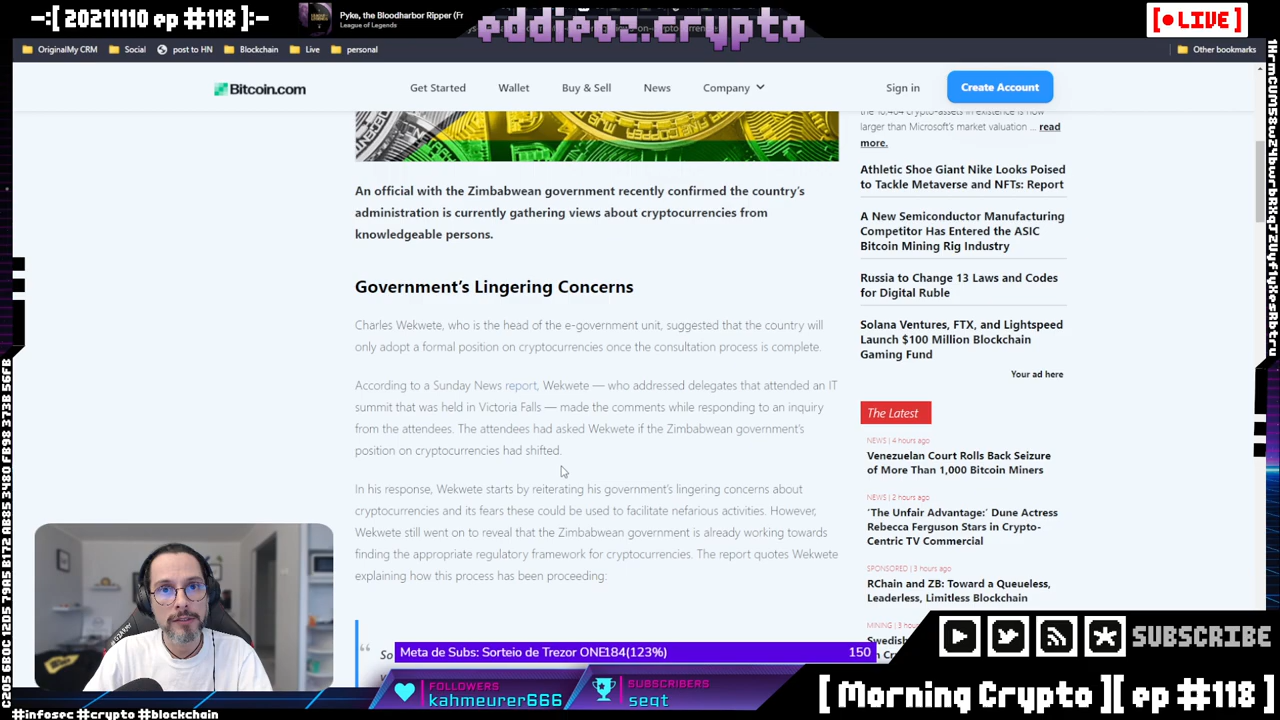 -:[ 20211110 ep #118 ]:-
Pyke, the Bloodharbor Ripper (Fr
League of Legends
eddieoz.crypto
[● LIVE]
OriginalMy CRM
Social
post to HN
Blockchain
Live
personal
Other bookmarks
Bitcoin.com
Get Started
Wallet
Buy & Sell
News
Company
Sign in
Create Account
larger than Microsoft's market valuation ... read
more.
Athletic Shoe Giant Nike Looks Poised
to Tackle Metaverse and NFTs: Report
A New Semiconductor Manufacturing
Competitor Has Entered the ASIC
Bitcoin Mining Rig Industry
Russia to Change 13 Laws and Codes
for Digital Ruble
Solana Ventures, FTX, and Lightspeed
Launch $100 Million Blockchain
Gaming Fund
Your ad here
An official with the Zimbabwean government recently confirmed the country's
administration is currently gathering views about cryptocurrencies from
knowledgeable persons.
Government's Lingering Concerns
Charles Wekwete, who is the head of the e-government unit, suggested that the country will
only adopt a formal position on cryptocurrencies once the consultation process is complete.
According to a Sunday News report, Wekwete — who addressed delegates that attended an IT
summit that was held in Victoria Falls — made the comments while responding to an inquiry
from the attendees. The attendees had asked Wekwete if the Zimbabwean government's
position on cryptocurrencies had shifted.
In his response, Wekwete starts by reiterating his government's lingering concerns about
cryptocurrencies and its fears these could be used to facilitate nefarious activities. However,
Wekwete still went on to reveal that the Zimbabwean government is already working towards
finding the appropriate regulatory framework for cryptocurrencies. The report quotes Wekwete
explaining how this process has been proceeding:
So
The Latest
NEWS | 4 hours ago
Venezuelan Court Rolls Back Seizure
of More Than 1,000 Bitcoin Miners
NEWS | 2 hours ago
'The Unfair Advantage:' Dune Actress
Rebecca Ferguson Stars in Crypto-
Centric TV Commercial
SPONSORED | 3 hours ago
RChain and ZB: Toward a Queueless,
Leaderless, Limitless Blockchain
MINING | 3 hou
Swedish
Meta de Subs: Sorteio de Trezor ONE184(123%)
150
FOLLOWERS
kahmeurer666
SUBSCRIBERS
seqt
SUBSCRIBE
[ Morning Crypto ][ ep #118 ]
#infosec #crypto #blockchain